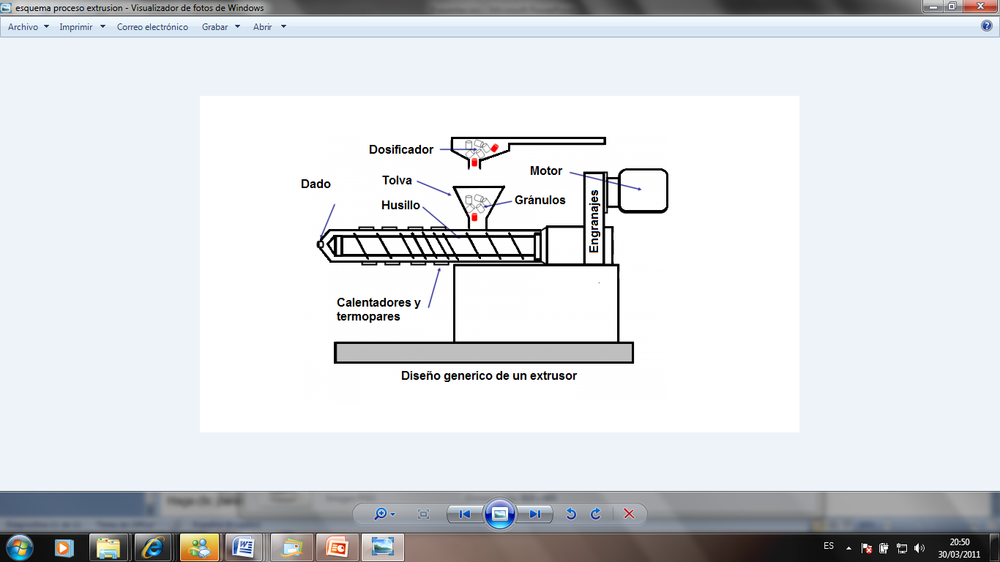 esquema proceso extrusion - Visualizador de fotos de Windows
Archivo Imprimir Correo electrónico Grabar Abrir
Dosificador
Motor
Dado
Tolva
Gránulos
Husillo
Engranajes
Calentadores y
termopares
Diseño generico de un extrusor
ES
20:50
30/03/2011